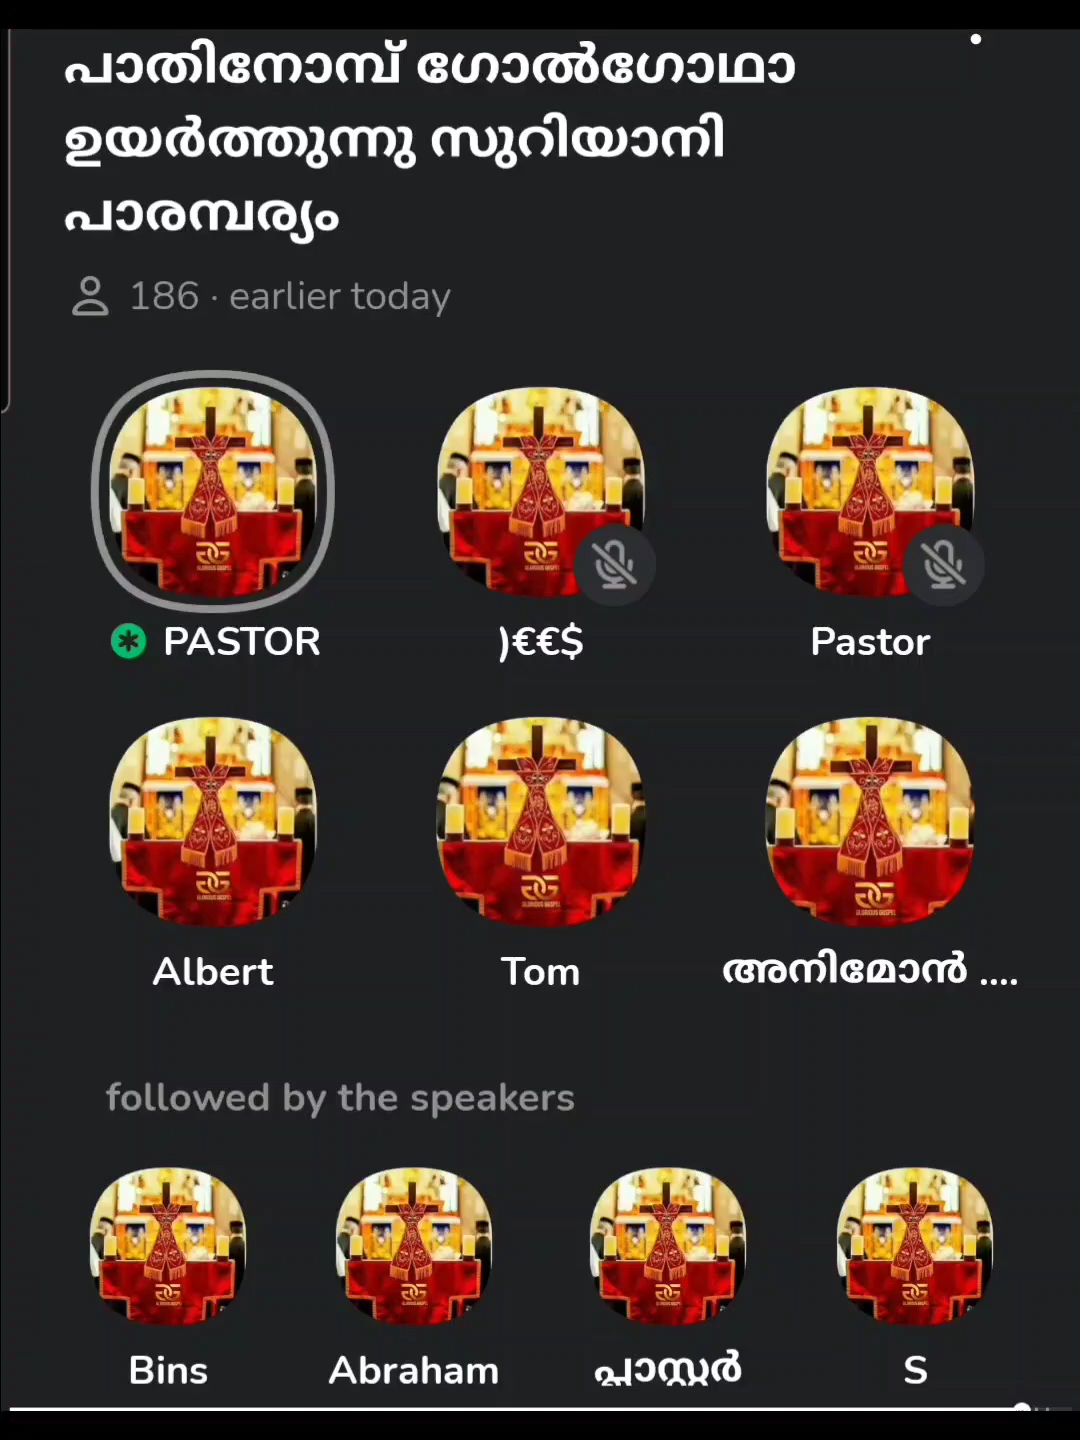 പാതിനോമ്പ് ഗോൽഗോഥാ
ഉയർത്തുന്നു സുറിയാനി
പാരമ്പര്യം
186 · earlier today
PASTOR
)€€$
Pastor
Albert
Tom
അനിമോൻ ....
followed by the speakers
Bins
Abraham
പ്ലാസ്റ്റർ
S